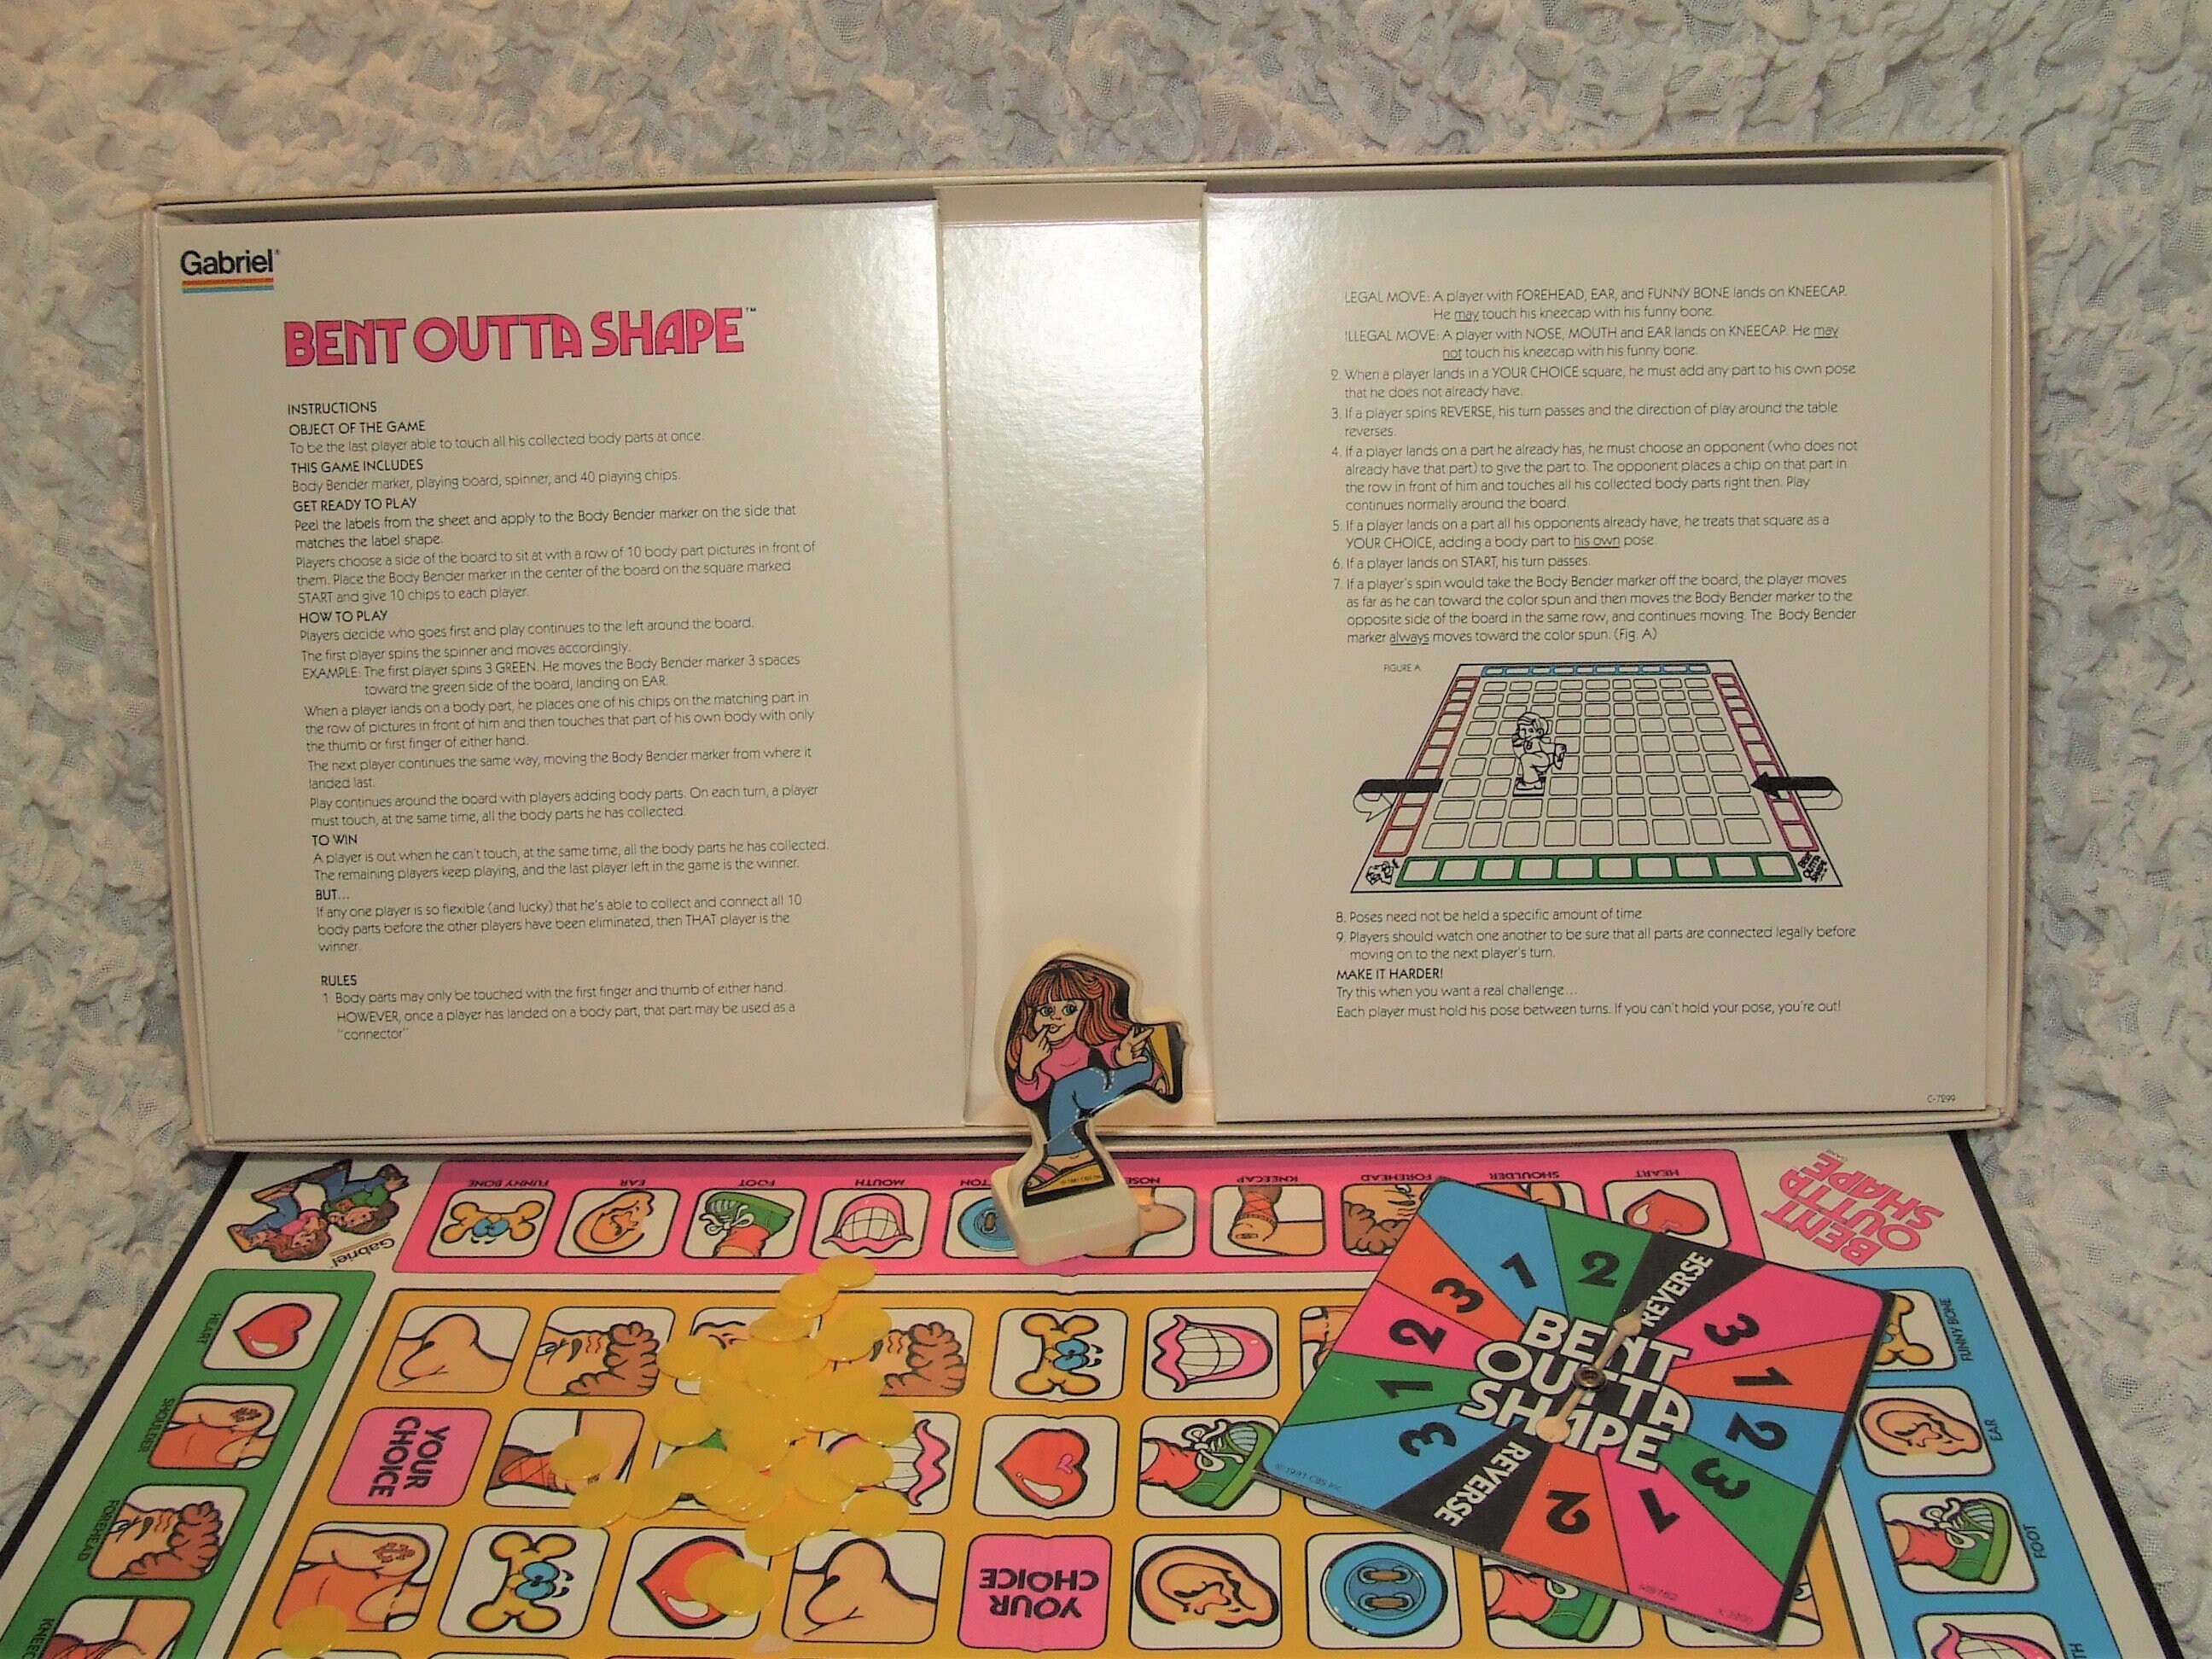 Gabriel®
BENT OUTTA SHAPE™
INSTRUCTIONS
OBJECT OF THE GAME
To be the last player able to touch all his collected body parts at once.
THIS GAME INCLUDES
Body Bender marker, playing board, spinner, and 40 playing chips.
GET READY TO PLAY
Peel the labels from the sheet and apply to the Body Bender marker on the side that
matches the label shape.
Players choose a side of the board to sit at with a row of 10 body part pictures in front of
them. Place the Body Bender marker in the center of the board on the square marked
START and give 10 chips to each player.
HOW TO PLAY
Players decide who goes first and play continues to the left around the board.
The first player spins the spinner and moves accordingly.
EXAMPLE: The first player spins 3 GREEN. He moves the Body Bender marker 3 spaces
toward the green side of the board, landing on EAR.
When a player lands on a body part, he places one of his chips on the matching part in
the row of pictures in front of him and then touches that part of his own body with only
the thumb or first finger of either hand.
The next player continues the same way, moving the Body Bender marker from where it
landed last.
Play continues around the board with players adding body parts. On each turn, a player
must touch, at the same time, all the body parts he has collected.
TO WIN
A player is out when he can't touch, at the same time, all the body parts he has collected.
The remaining players keep playing, and the last player left in the game is the winner.
BUT...
If any one player is so flexible (and lucky) that he's able to collect and connect all 10
body parts before the other players have been eliminated, then THAT player is the
winner.
RULES
1. Body parts may only be touched with the first finger and thumb of either hand.
HOWEVER, once a player has landed on a body part, that part may be used as a
"connector"
LEGAL MOVE: A player with FOREHEAD, EAR, and FUNNY BONE lands on KNEECAP.
He may touch his kneecap with his funny bone.
ILLEGAL MOVE: A player with NOSE, MOUTH and EAR lands on KNEECAP. He may
not touch his kneecap with his funny bone.
2. When a player lands in a YOUR CHOICE square, he must add any part to his own pose
that he does not already have.
3. If a player spins REVERSE, his turn passes and the direction of play around the table
reverses.
4. If a player lands on a part he already has, he must choose an opponent (who does not
already have that part) to give the part to. The opponent places a chip on that part in
the row in front of him and touches all his collected body parts right then. Play
continues normally around the board.
5. If a player lands on a part all his opponents already have, he treats that square as a
YOUR CHOICE, adding a body part to his own pose.
6. If a player lands on START, his turn passes.
7. If a player's spin would take the Body Bender marker off the board, the player moves
as far as he can toward the color spun and then moves the Body Bender marker to the
opposite side of the board in the same row, and continues moving. The Body Bender
marker always moves toward the color spun. (Fig. A)
FIGURE A
BENT OUTTA SHAPE
8. Poses need not be held a specific amount of time
9. Players should watch one another to be sure that all parts are connected legally before
moving on to the next player's turn.
MAKE IT HARDER!
Try this when you want a real challenge...
Each player must hold his pose between turns. If you can't hold your pose, you're out!
C-7299
Gabriel
FUNNY BONE
EAR
FOOT
MOUTH
NOSE
KNEECAP
FOREHEAD
SHOULDER
HEART
BENT
OUTTA
SHAPE
GAME
HEART
SHOULDER
FOREHEAD
YOUR
CHOICE
YOUR
CHOICE
1
2
REVERSE
3
1
2
3
1
2
REVERSE
3
1
2
3
BENT
OUTTA
SHAPE
© 1981 CBS Inc.
FUNNY BONE
EAR
FOOT